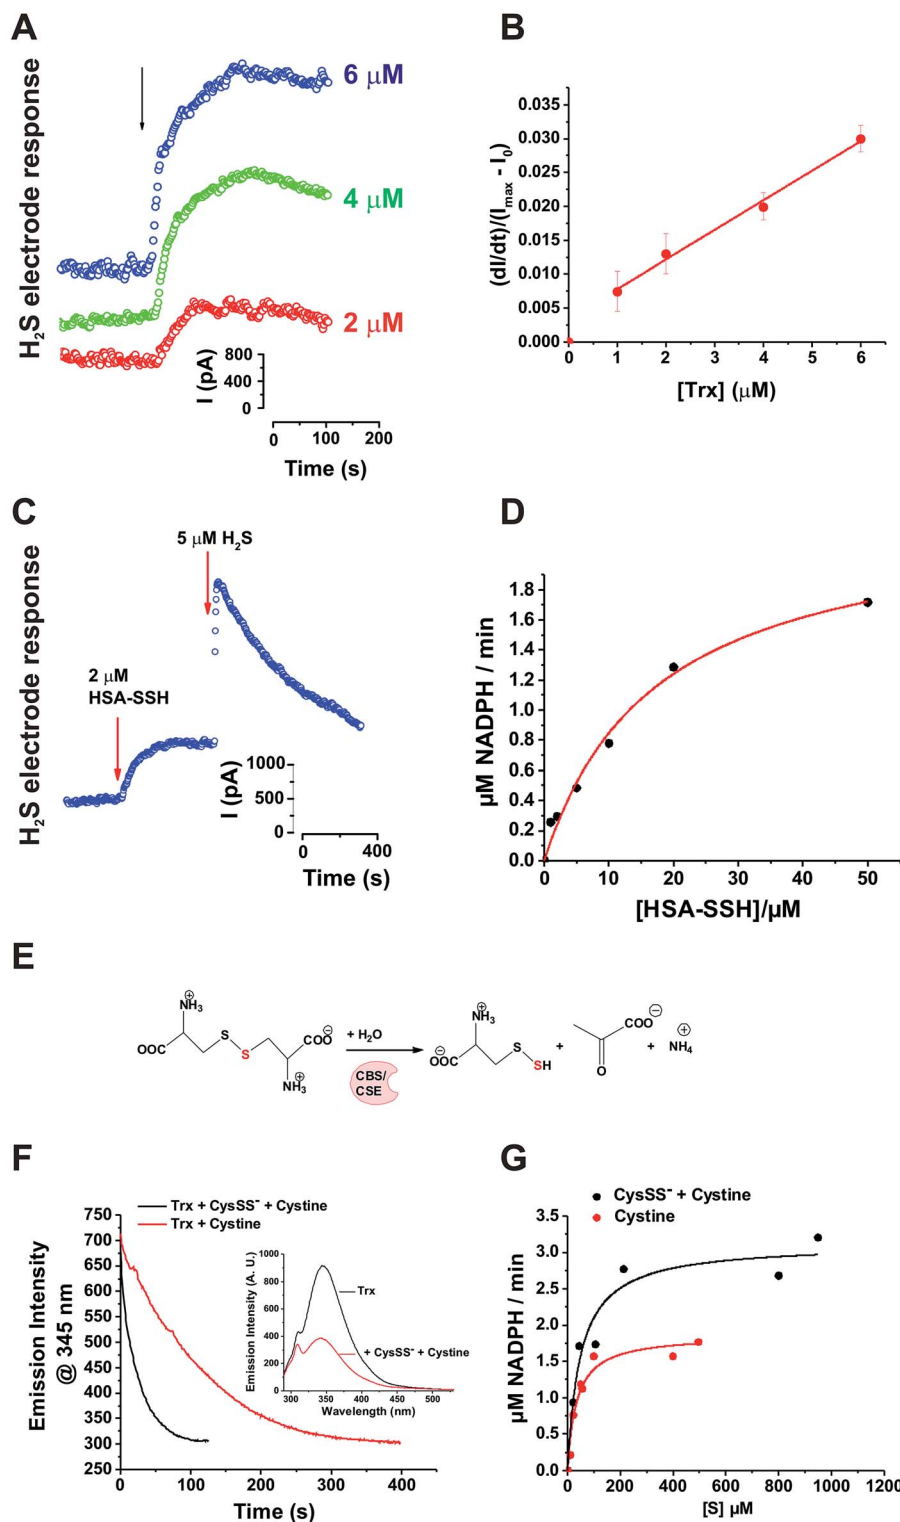 A
H₂S electrode response
6 μM
4 μM
2 μM
I (pA)
800
400
0
0 100 200
Time (s)
B
(dI/dt)/(Imax - I0)
0.035
0.030
0.025
0.020
0.015
0.010
0.005
0.000
0 1 2 3 4 5 6
[Trx] (μM)
C
H₂S electrode response
5 μM H₂S
2 μM
HSA-SSH
I (pA)
1000
500
0
0 400
Time (s)
D
μM NADPH / min
1.8
1.6
1.4
1.2
1.0
0.8
0.6
0.4
0.2
0.0
0 10 20 30 40 50
[HSA-SSH]/μM
E
NH₃ ⊕
OOC
S
S
COO ⊖
NH₃ ⊕
+ H₂O
CBS/
CSE
NH₃ ⊕
⊖ OOC
S
SH
+
COO ⊖
O
+ NH₄ ⊕
F
Trx + CysSS⁻ + Cystine
Trx + Cystine
Emission Intensity
@ 345 nm
750
700
650
600
550
500
450
400
350
300
250
0 100 200 300 400
Time (s)
Emission Intensity (A. U.)
1000
800
600
400
200
0
300 350 400 450 500
Wavelength (nm)
Trx
+ CysSS⁻ + Cystine
G
CysSS⁻ + Cystine
Cystine
μM NADPH / min
3.5
3.0
2.5
2.0
1.5
1.0
0.5
0.0
0 200 400 600 800 1000 1200
[S] μM